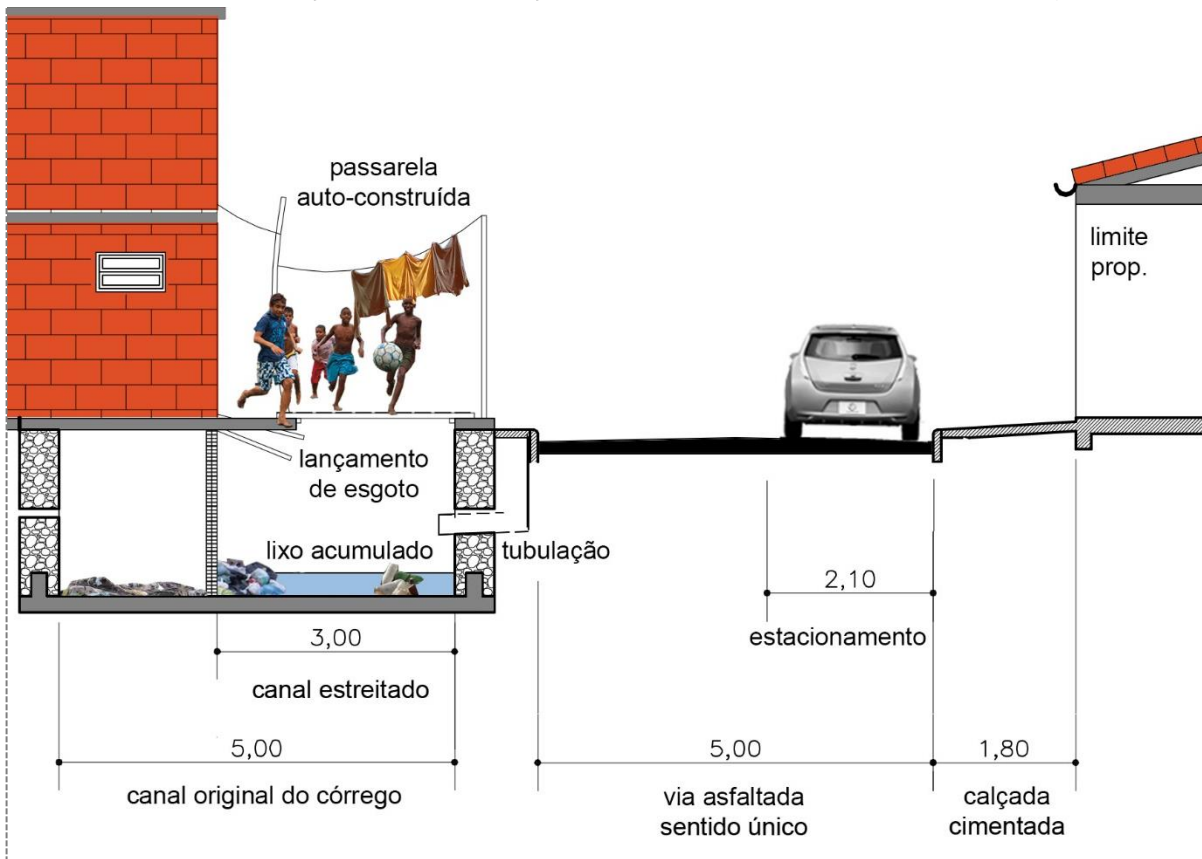 passarela
auto-construída
limite
prop.
lançamento
de esgoto
lixo acumulado
tubulação
2,10
estacionamento
3,00
canal estreitado
5,00
canal original do córrego
5,00
via asfaltada
sentido único
1,80
calçada
cimentada